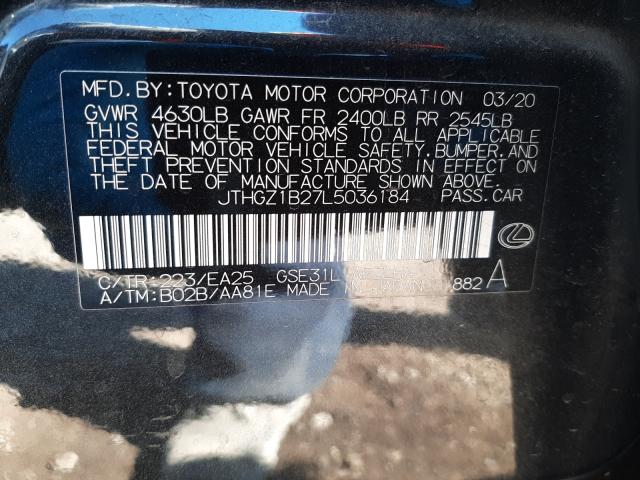 MFD.BY:TOYOTA MOTOR CORPORATION 03/20
GVWR 4630LB GAWR FR 2400LB RR 2545LB
THIS VEHICLE CONFORMS TO ALL APPLICABLE
FEDERAL MOTOR VEHICLE SAFETY,BUMPER,AND
THEFT PREVENTION STANDARDS IN EFFECT ON
THE DATE OF MANUFACTURE SHOWN ABOVE.
JTHGZ1B27L5036184 PASS.CAR
C/TR:223/EA25 GSE31L
A/TM:B02B/AA81E MADE IN JAPAN 882 A